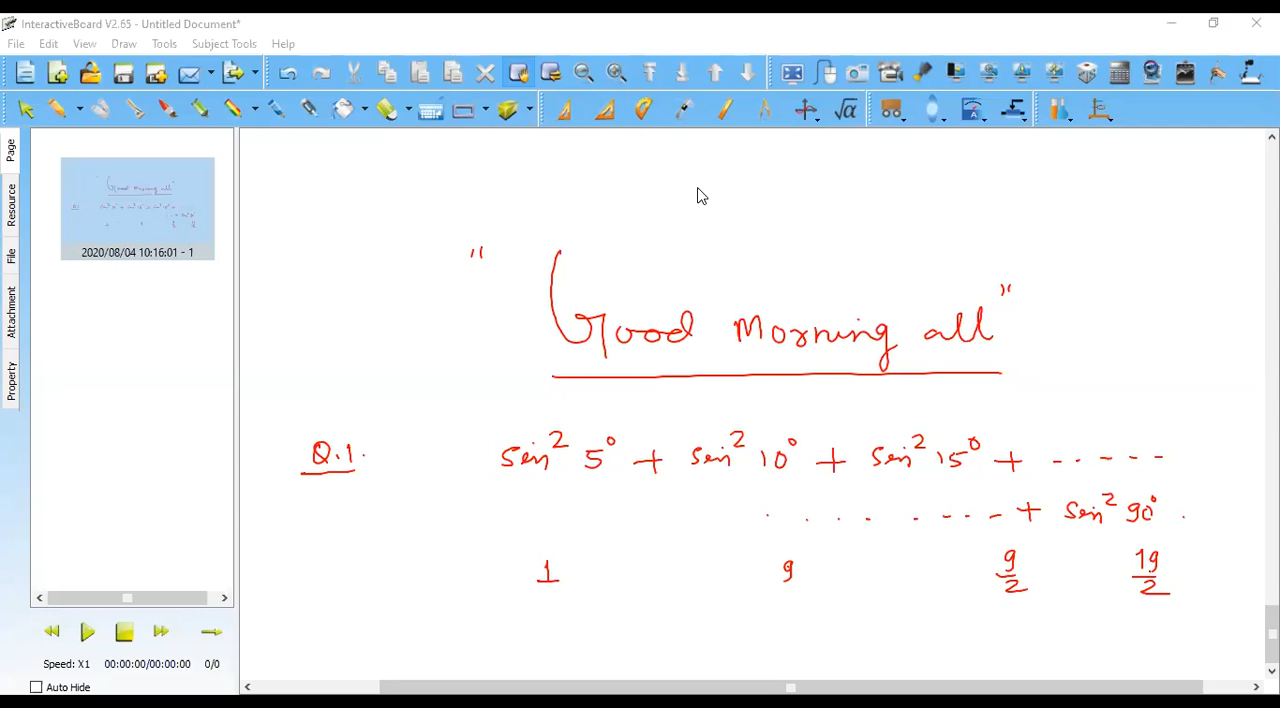 InteractiveBoard V2.65 - Untitled Document*
File Edit View Draw Tools Subject Tools Help
Page
Resource
File
Attachment
Property
2020/08/04 10:16:01 - 1
" Good Morning all"
Q.1. sin² 5° + sin² 10° + sin² 15° + ........
........ + sin² 90°.
1 9 9/2 19/2
Speed: X1 00:00:00/00:00:00 0/0
Auto Hide